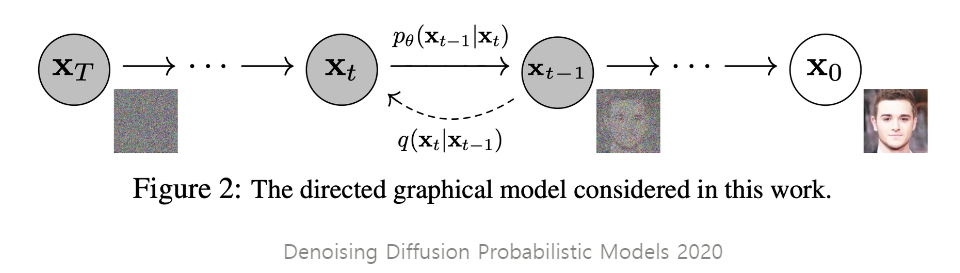 p_θ(x_{t−1}|x_t)
x_T → ··· → x_t → x_{t−1} → ··· → x_0
q(x_t|x_{t−1})
Figure 2: The directed graphical model considered in this work.
Denoising Diffusion Probabilistic Models 2020